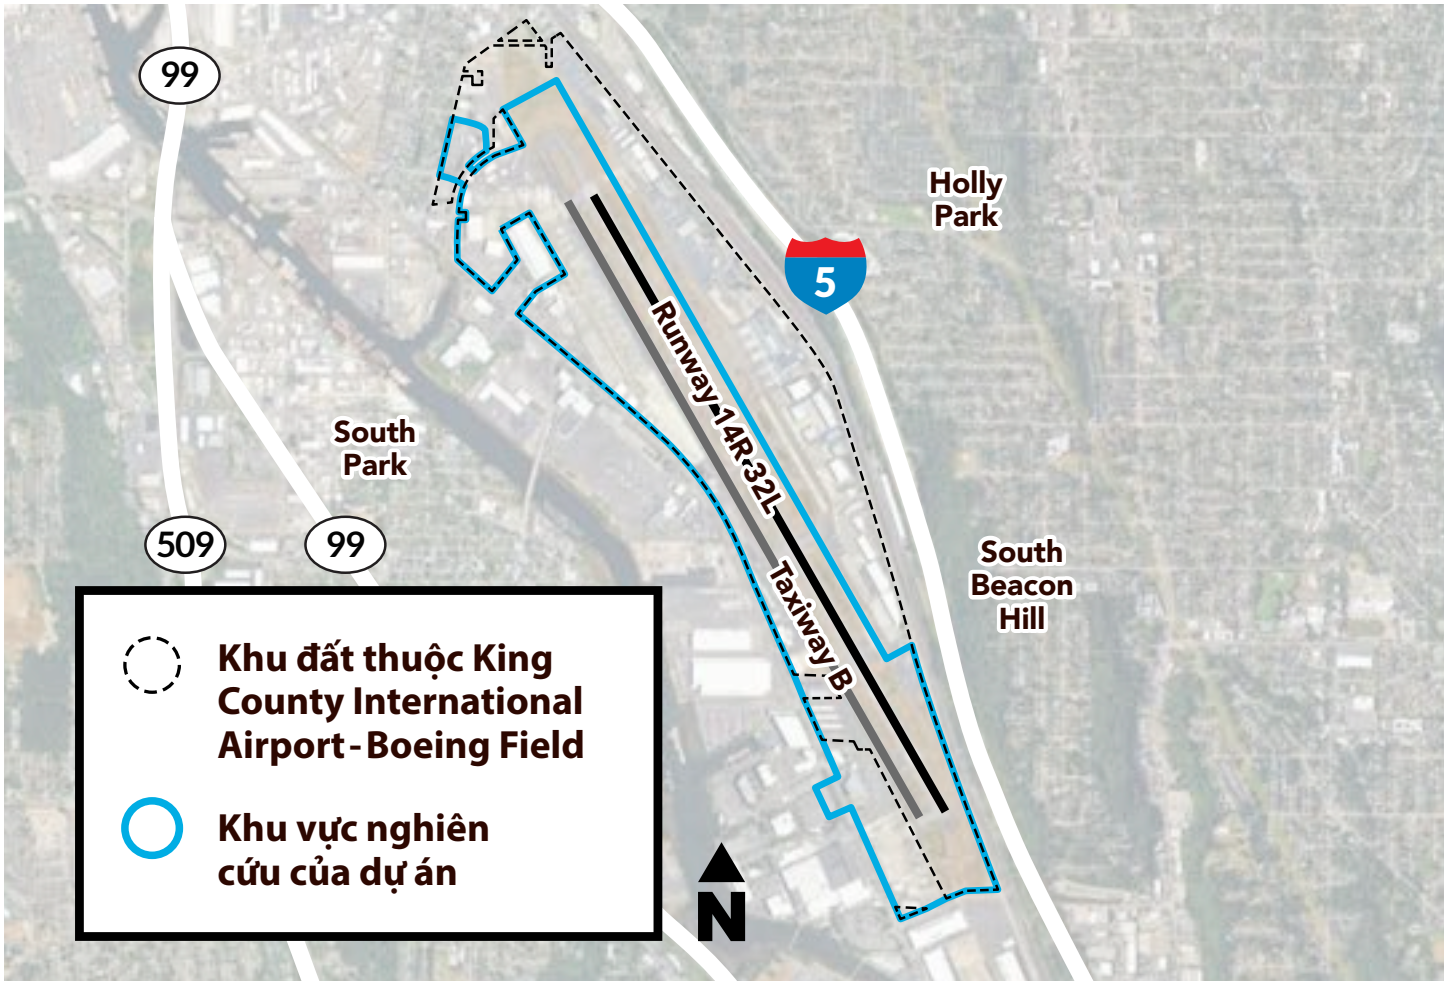 99
Holly
Park
5
Runway 14R-32L
South
Park
509
99
South
Beacon
Hill
Taxiway B
Khu đất thuộc King
County International
Airport - Boeing Field
Khu vực nghiên
cứu của dự án
N